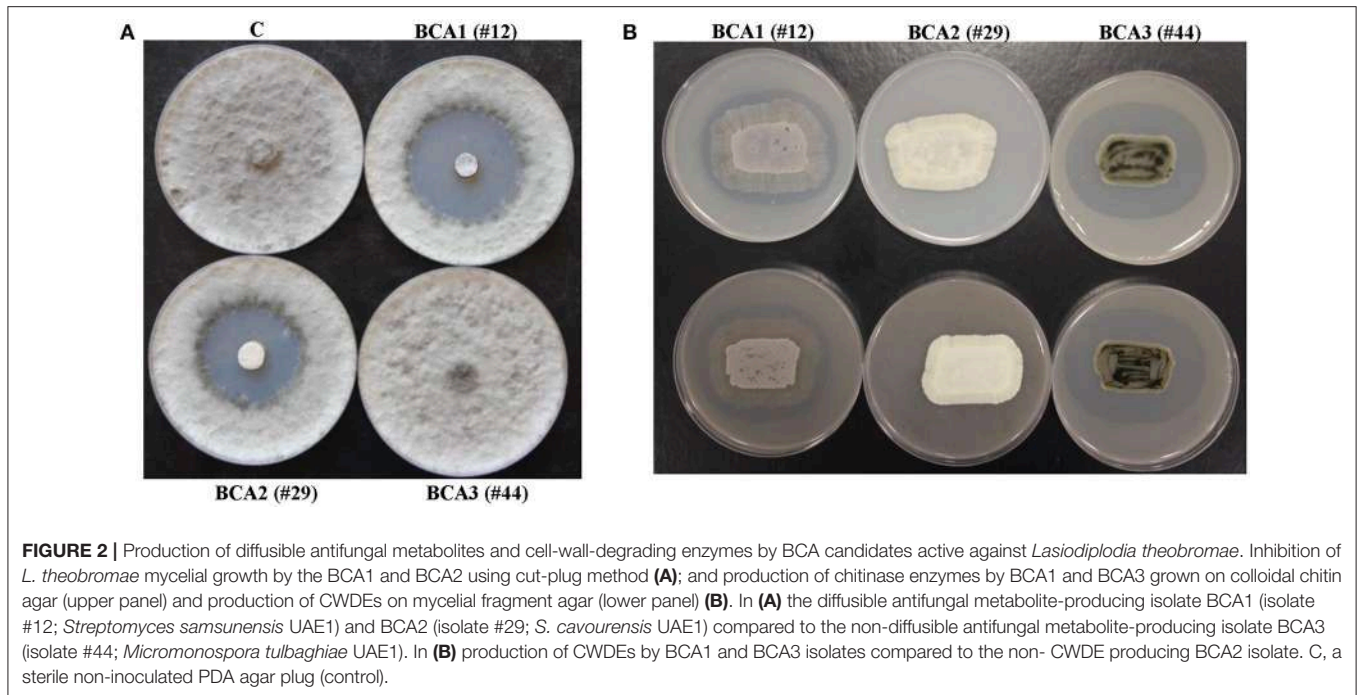 A
C
BCA1 (#12)
BCA2 (#29)
BCA3 (#44)
B
BCA1 (#12)
BCA2 (#29)
BCA3 (#44)
FIGURE 2 | Production of diffusible antifungal metabolites and cell-wall-degrading enzymes by BCA candidates active against Lasiodiplodia theobromae. Inhibition of
L. theobromae mycelial growth by the BCA1 and BCA2 using cut-plug method (A); and production of chitinase enzymes by BCA1 and BCA3 grown on colloidal chitin
agar (upper panel) and production of CWDEs on mycelial fragment agar (lower panel) (B). In (A) the diffusible antifungal metabolite-producing isolate BCA1 (isolate
#12; Streptomyces samsunensis UAE1) and BCA2 (isolate #29; S. cavourensis UAE1) compared to the non-diffusible antifungal metabolite-producing isolate BCA3
(isolate #44; Micromonospora tulbaghiae UAE1). In (B) production of CWDEs by BCA1 and BCA3 isolates compared to the non- CWDE producing BCA2 isolate. C, a
sterile non-inoculated PDA agar plug (control).